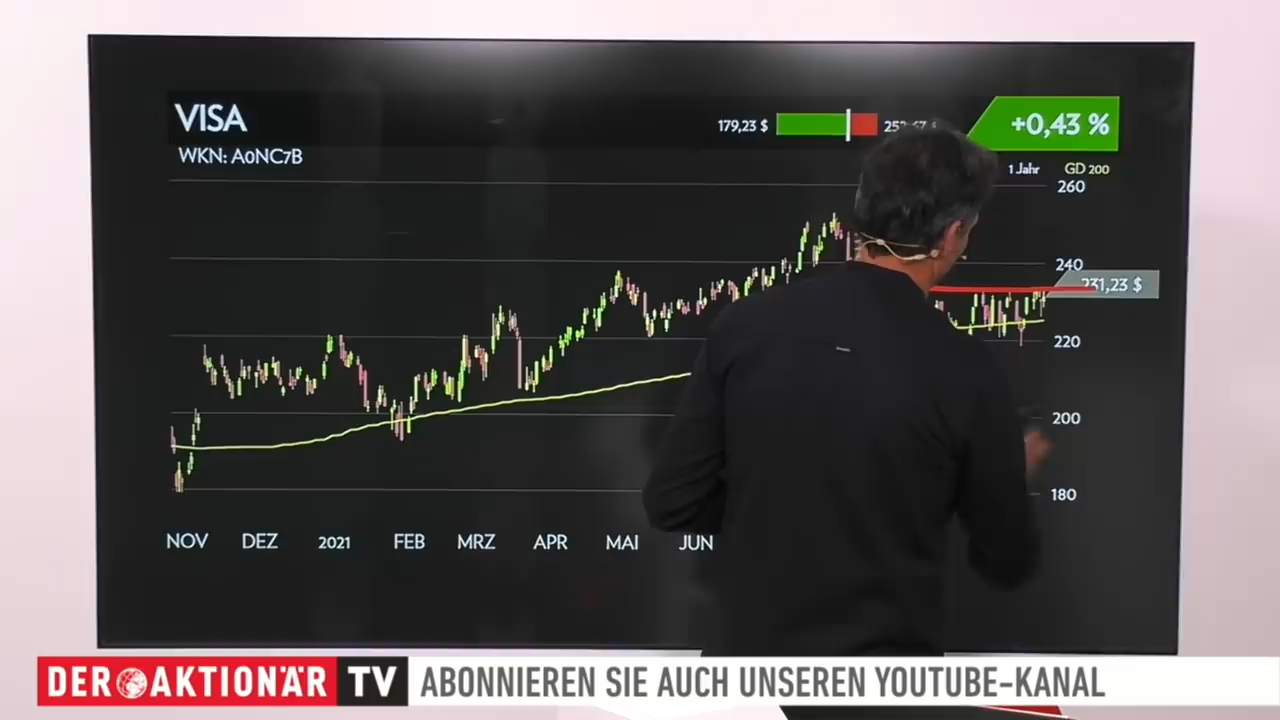 VISA
179,23 $
+0,43 %
WKN: A0NC7B
1 Jahr GD 200
260
240
231,23 $
220
200
180
NOV DEZ 2021 FEB MRZ APR MAI JUN
DER AKTIONÄR TV
ABONNIEREN SIE AUCH UNSEREN YOUTUBE-KANAL